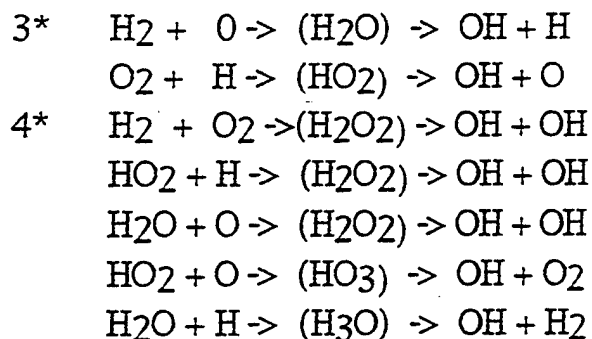 3* H2 + O -> (H2O) -> OH + H
O2 + H -> (HO2) -> OH + O
4* H2 + O2 ->(H2O2) -> OH + OH
HO2 + H -> (H2O2) -> OH + OH
H2O + O -> (H2O2) -> OH + OH
HO2 + O -> (HO3) -> OH + O2
H2O + H -> (H3O) -> OH + H2